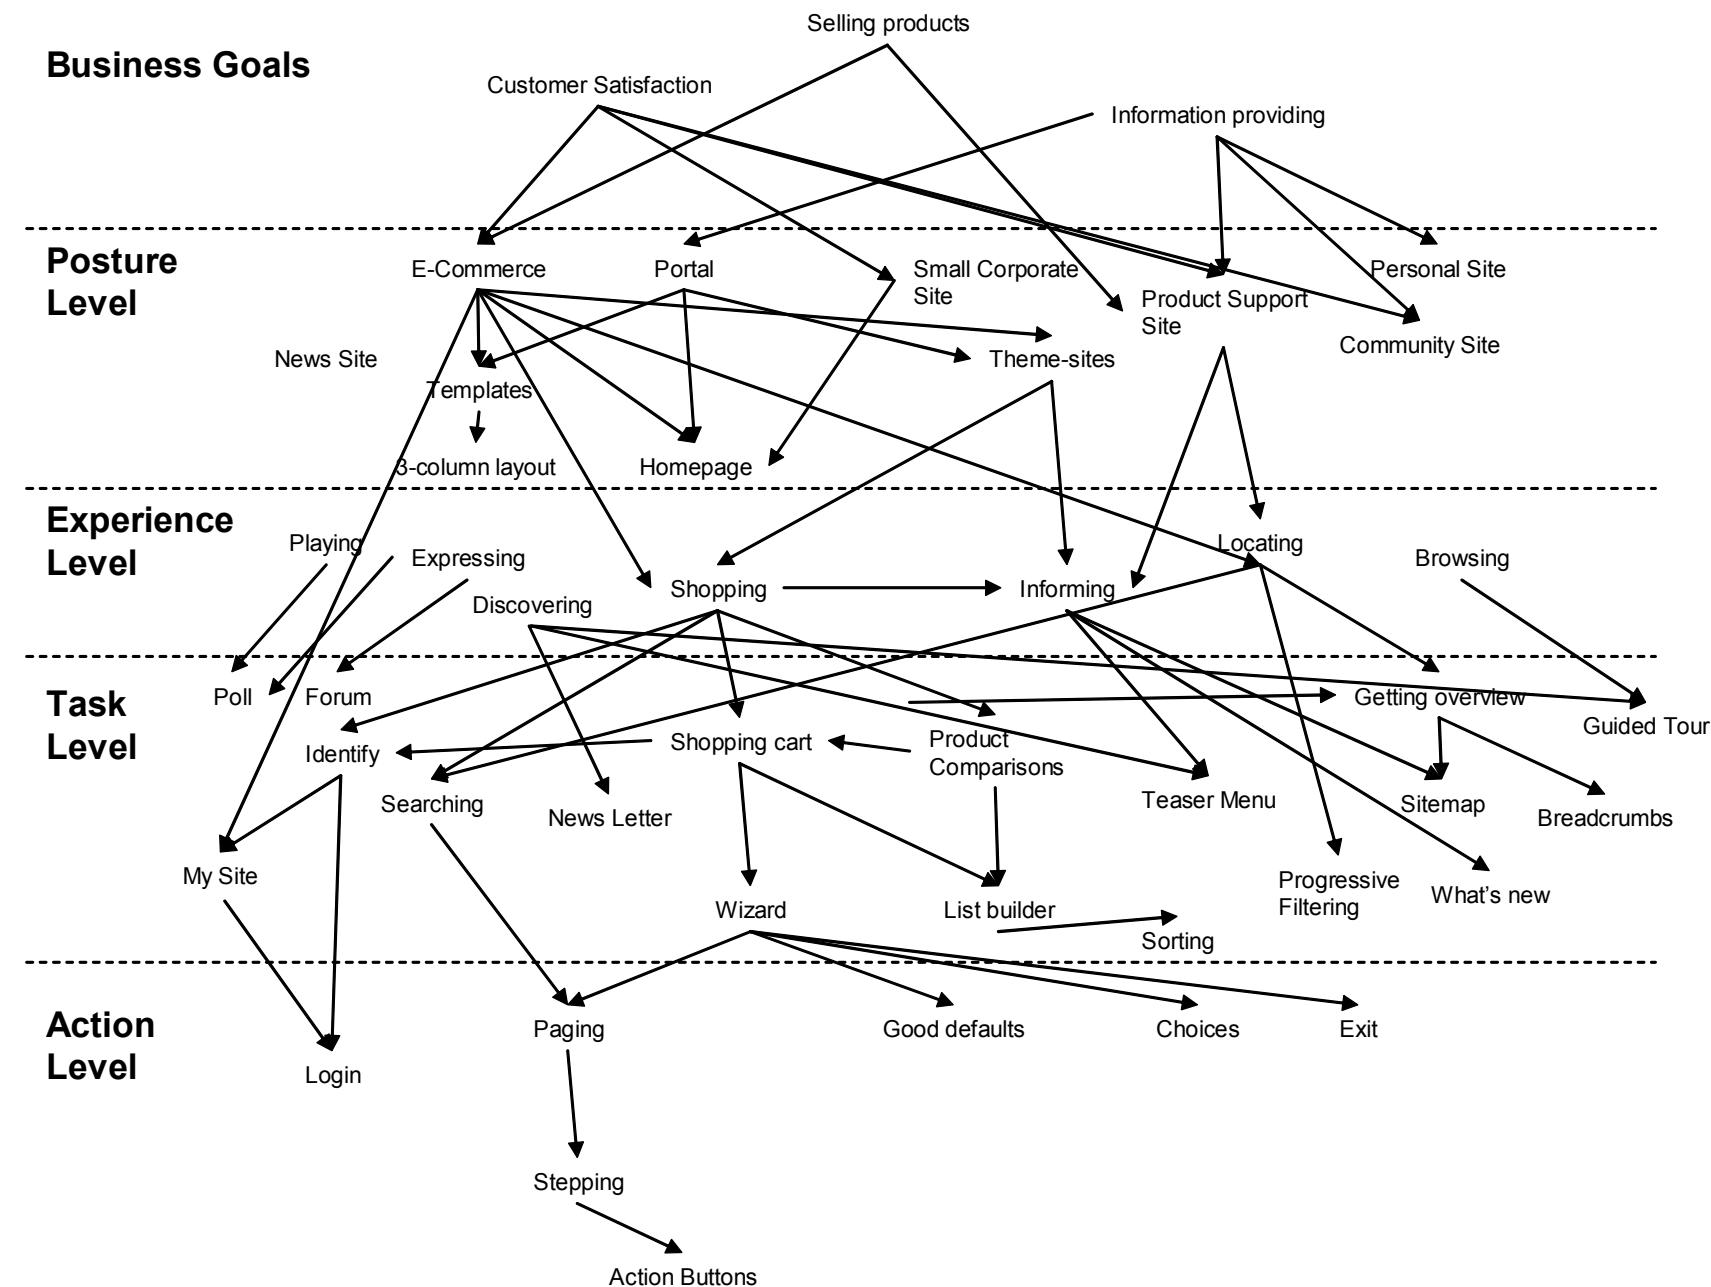 Selling products
Business Goals
Customer Satisfaction
Information providing
Posture
Level
E-Commerce
Portal
Small Corporate
Site
Personal Site
Product Support
Site
Community Site
News Site
Theme-sites
Templates
3-column layout
Homepage
Experience
Level
Playing
Expressing
Locating
Browsing
Discovering
Shopping
Informing
Task
Level
Poll
Forum
Getting overview
Guided Tour
Identify
Shopping cart
Product
Comparisons
Searching
News Letter
Teaser Menu
Sitemap
Breadcrumbs
My Site
Progressive
Filtering
What’s new
Wizard
List builder
Sorting
Action
Level
Paging
Good defaults
Choices
Exit
Login
Stepping
Action Buttons